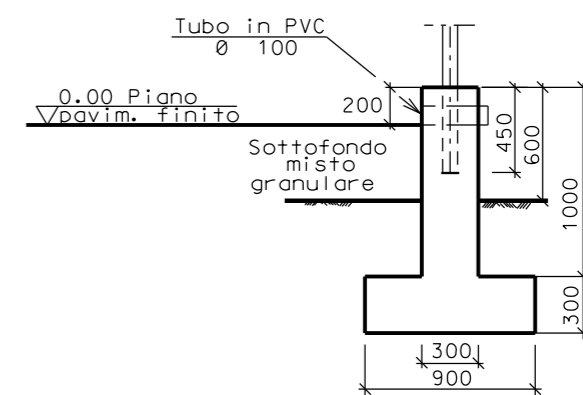 Tubo in PVC
Ø 100
0.00 Piano
pavim. finito
200
Sottofondo
misto
granulare
450
600
1000
300
300
900